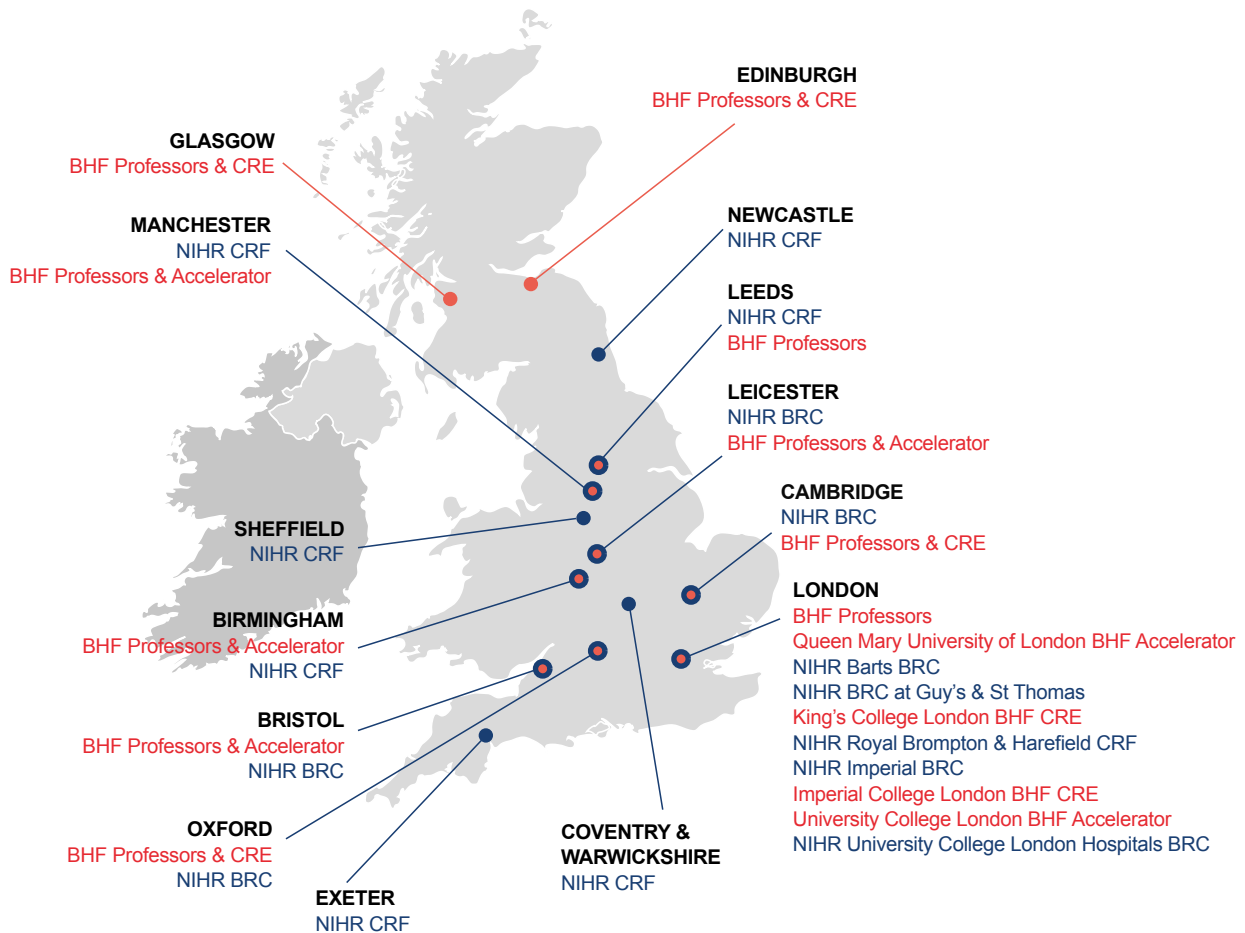 EDINBURGH
BHF Professors & CRE
GLASGOW
BHF Professors & CRE
MANCHESTER
NIHR CRF
BHF Professors & Accelerator
NEWCASTLE
NIHR CRF
LEEDS
NIHR CRF
BHF Professors
LEICESTER
NIHR BRC
BHF Professors & Accelerator
CAMBRIDGE
NIHR BRC
BHF Professors & CRE
SHEFFIELD
NIHR CRF
LONDON
BHF Professors
Queen Mary University of London BHF Accelerator
NIHR Barts BRC
NIHR BRC at Guy's & St Thomas
King's College London BHF CRE
NIHR Royal Brompton & Harefield CRF
NIHR Imperial BRC
Imperial College London BHF CRE
University College London BHF Accelerator
NIHR University College London Hospitals BRC
BIRMINGHAM
BHF Professors & Accelerator
NIHR CRF
BRISTOL
BHF Professors & Accelerator
NIHR BRC
OXFORD
BHF Professors & CRE
NIHR BRC
EXETER
NIHR CRF
COVENTRY &
WARWICKSHIRE
NIHR CRF